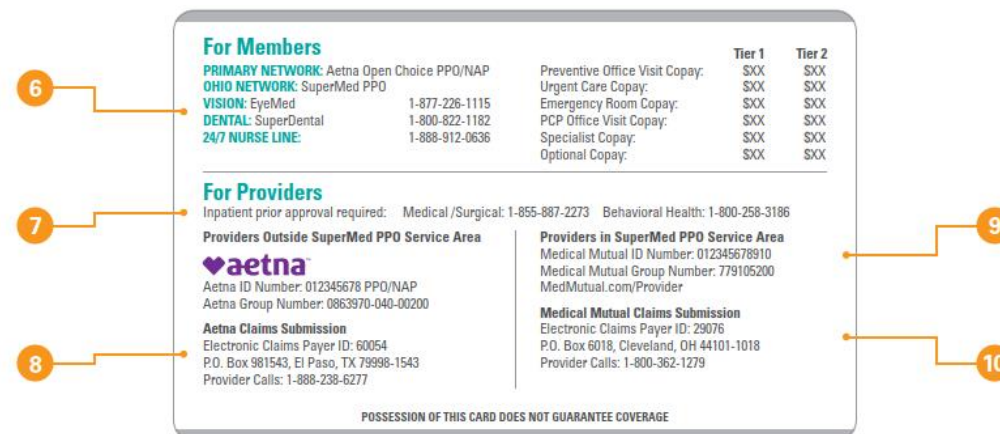 For Members
Tier 1 Tier 2
PRIMARY NETWORK: Aetna Open Choice PPO/NAP
OHIO NETWORK: SuperMed PPO
VISION: EyeMed 1-877-226-1115
DENTAL: SuperDental 1-800-822-1182
24/7 NURSE LINE: 1-888-912-0636
Preventive Office Visit Copay: $XX $XX
Urgent Care Copay: $XX $XX
Emergency Room Copay: $XX $XX
PCP Office Visit Copay: $XX $XX
Specialist Copay: $XX $XX
Optional Copay: $XX $XX
6
For Providers
Inpatient prior approval required: Medical /Surgical: 1-855-887-2273 Behavioral Health: 1-800-258-3186
7
Providers Outside SuperMed PPO Service Area
aetna™
Aetna ID Number: 012345678 PPO/NAP
Aetna Group Number: 0863970-040-00200
Aetna Claims Submission
Electronic Claims Payer ID: 60054
P.O. Box 981543, El Paso, TX 79998-1543
Provider Calls: 1-888-238-6277
8
Providers in SuperMed PPO Service Area
Medical Mutual ID Number: 012345678910
Medical Mutual Group Number: 779105200
MedMutual.com/Provider
9
Medical Mutual Claims Submission
Electronic Claims Payer ID: 29076
P.O. Box 6018, Cleveland, OH 44101-1018
Provider Calls: 1-800-362-1279
10
POSSESSION OF THIS CARD DOES NOT GUARANTEE COVERAGE